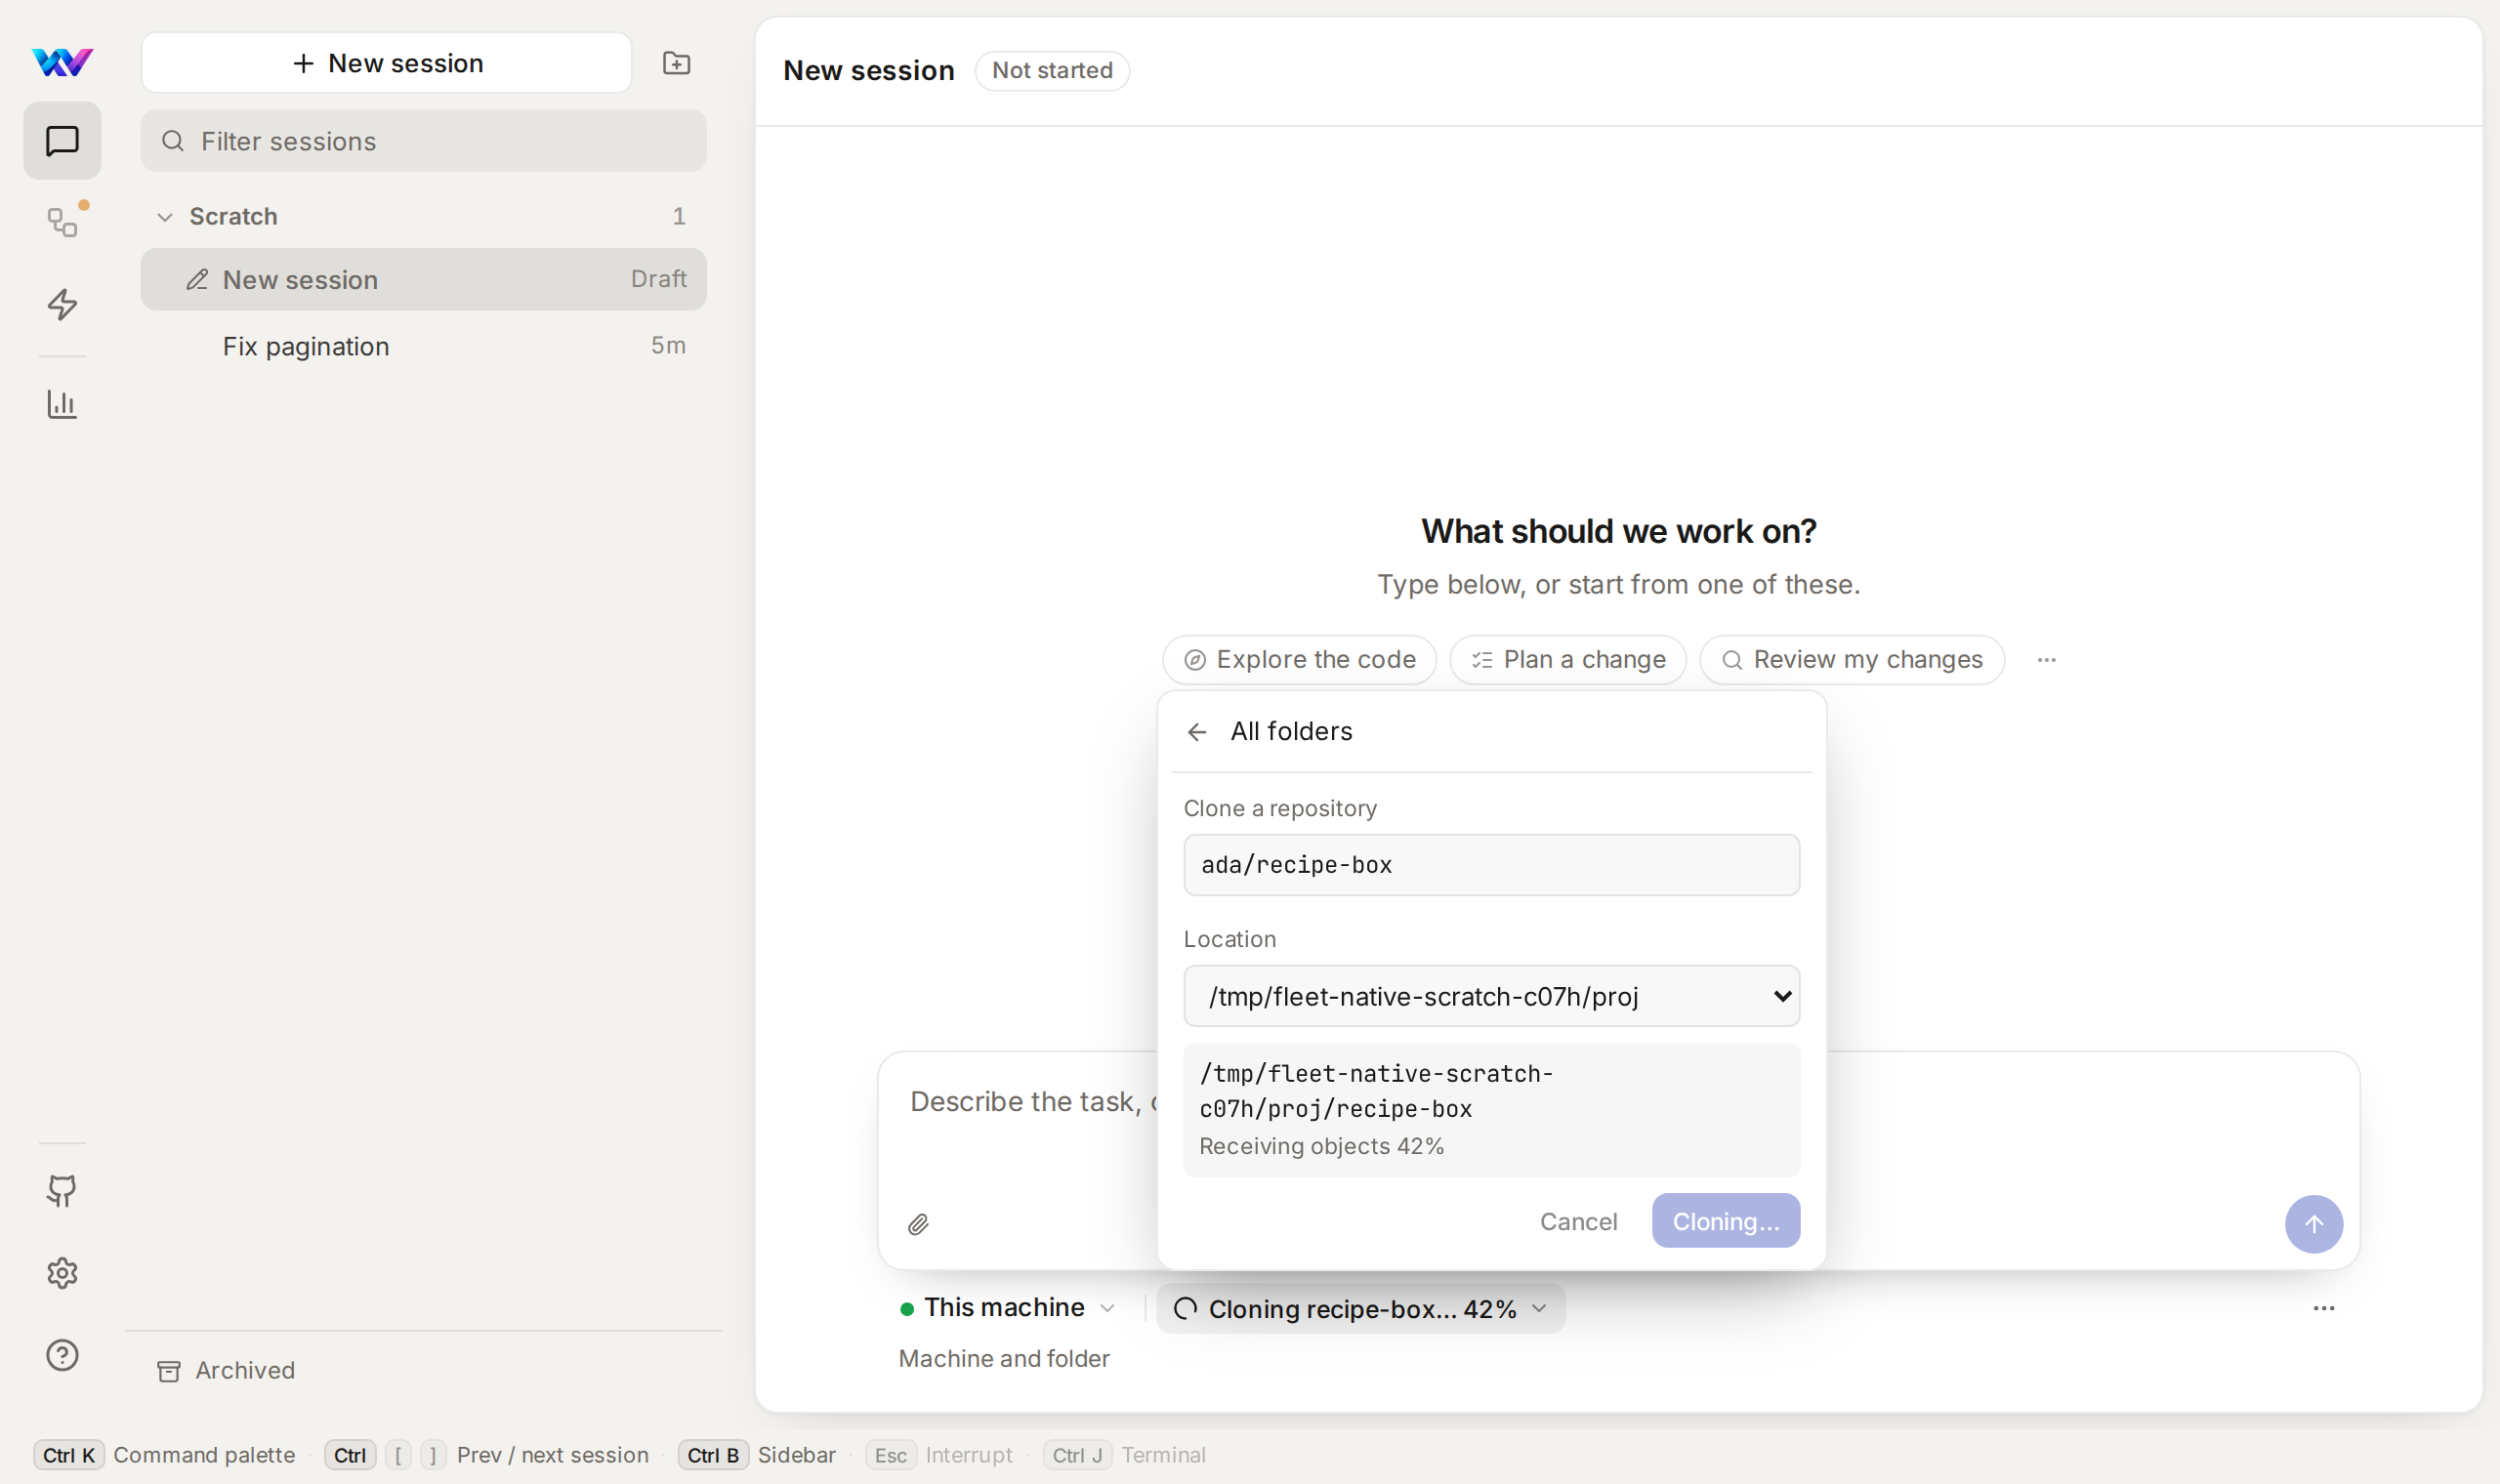 New session
Filter sessions
Scratch 1
New session Draft
Fix pagination 5m
Archived
New session Not started
What should we work on?
Type below, or start from one of these.
Explore the code Plan a change Review my changes
All folders
Clone a repository
ada/recipe-box
Location
/tmp/fleet-native-scratch-c07h/proj
/tmp/fleet-native-scratch-
c07h/proj/recipe-box
Receiving objects 42%
Cancel Cloning...
Describe the task,
This machine Cloning recipe-box... 42%
Machine and folder
Ctrl K Command palette · Ctrl [ ] Prev / next session · Ctrl B Sidebar · Esc Interrupt · Ctrl J Terminal